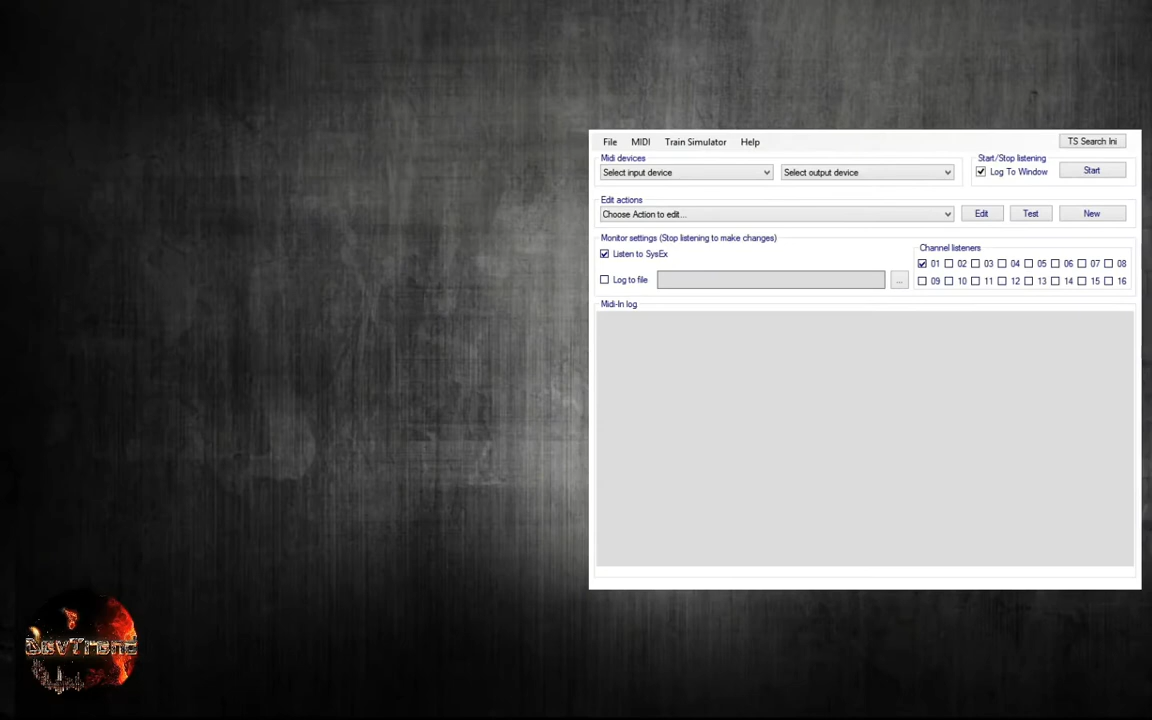 File MIDI Train Simulator Help TS Search Ini
Midi devices
Select input device Select output device
Start/Stop listening
Log To Window Start
Edit actions
Choose Action to edit... Edit Test New
Monitor settings (Stop listening to make changes)
Listen to SysEx
Log to file ...
Channel listeners
01 02 03 04 05 06 07 08
09 10 11 12 13 14 15 16
Midi-In log
DevTrend